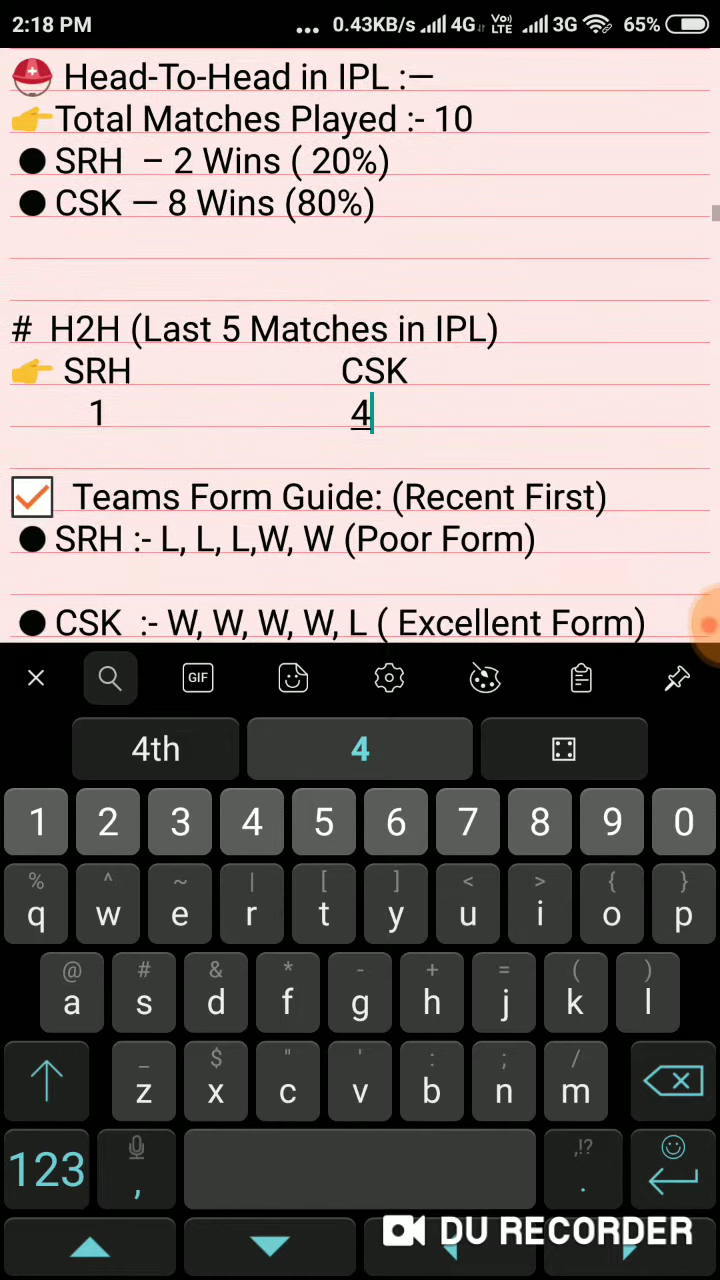 2:18 PM ... 0.43KB/s 4G Vo) LTE 3G 65%
Head-To-Head in IPL :—
Total Matches Played :- 10
● SRH – 2 Wins ( 20%)
● CSK — 8 Wins (80%)
# H2H (Last 5 Matches in IPL)
SRH CSK
1 4
Teams Form Guide: (Recent First)
● SRH :- L, L, L,W, W (Poor Form)
● CSK :- W, W, W, W, L ( Excellent Form)
GIF
4th 4
1 2 3 4 5 6 7 8 9 0
% ^ ~ | [ ] < > { }
q w e r t y u i o p
@ # & * - + = ( )
a s d f g h j k l
_ $ " ' : ; /
z x c v b n m
123 , ,!? .
DU RECORDER